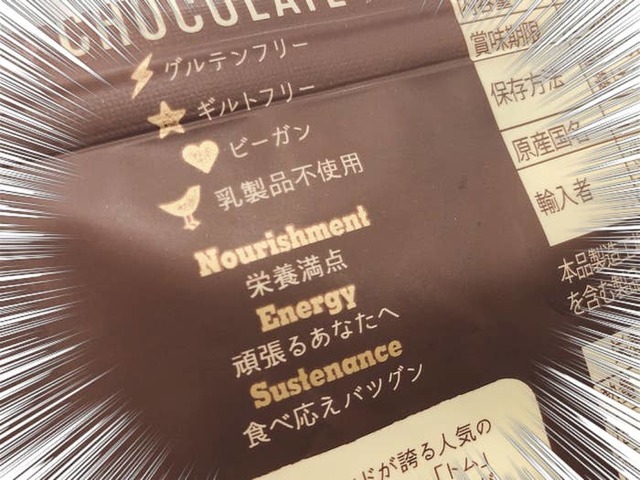 CHOCOLATE
グルテンフリー
ギルトフリー
ビーガン
乳製品不使用
Nourishment
栄養満点
Energy
頑張るあなたへ
Sustenance
食べ応えバツグン
ドが誇る人気の
「トム」
賞味期限
保存方法
原産国名
輸入者
本品製造
を含む